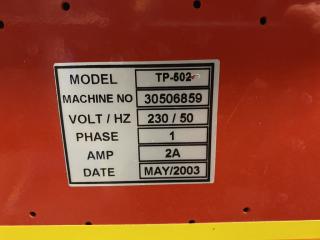 MODEL TP-502
MACHINE NO 30506859
VOLT / HZ 230 / 50
PHASE 1
AMP 2A
DATE MAY/2003